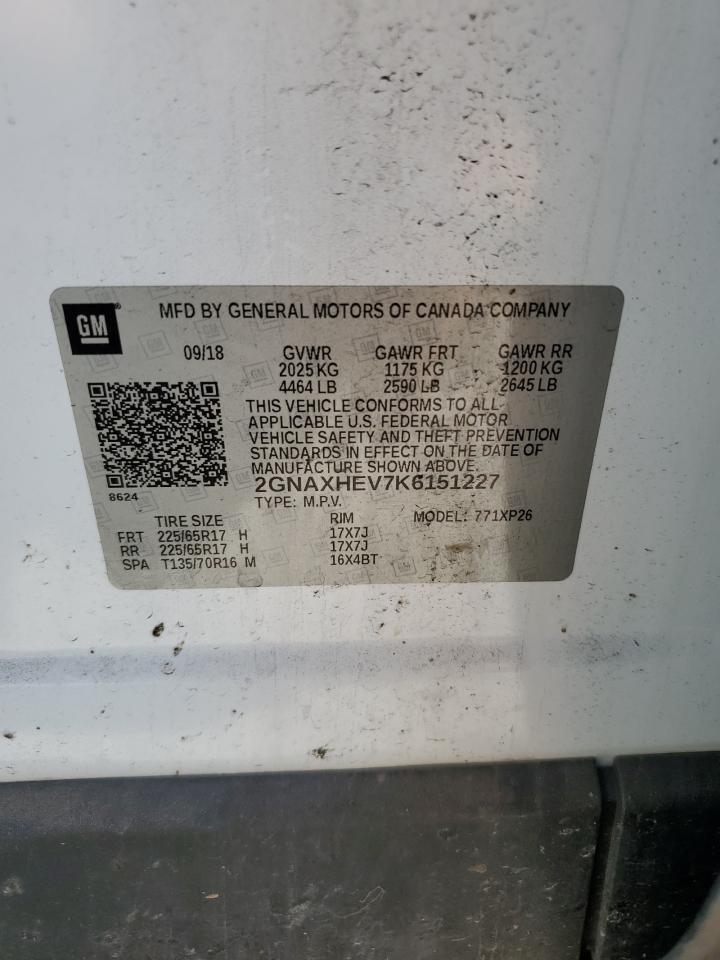 GM®
MFD BY GENERAL MOTORS OF CANADA COMPANY
09/18 GVWR GAWR FRT GAWR RR
2025 KG 1175 KG 1200 KG
4464 LB 2590 LB 2645 LB
THIS VEHICLE CONFORMS TO ALL
APPLICABLE U.S. FEDERAL MOTOR
VEHICLE SAFETY AND THEFT PREVENTION
STANDARDS IN EFFECT ON THE DATE
OF MANUFACTURE SHOWN ABOVE.
8624
2GNAXHEV7K6151227
TYPE: M.P.V.
TIRE SIZE RIM MODEL: 771XP26
FRT 225/65R17 H 17X7J
RR 225/65R17 H 17X7J
SPA T135/70R16 M 16X4BT